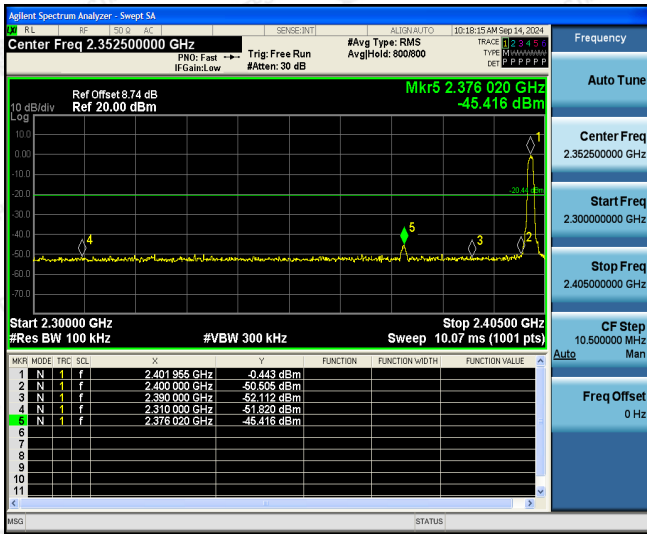 Agilent Spectrum Analyzer - Swept SA
LXI RL RF 50 Ω AC SENSE:INT ALIGN AUTO 10:18:15 AM Sep 14, 2024
Center Freq 2.352500000 GHz
PNO: Fast
IFGain:Low
Trig: Free Run
#Atten: 30 dB
#Avg Type: RMS
Avg|Hold: 800/800
TRACE 1 2 3 4 5 6
TYPE M
DET P P P P P P
Frequency
Auto Tune
Center Freq
2.352500000 GHz
Start Freq
2.300000000 GHz
Stop Freq
2.405000000 GHz
CF Step
10.500000 MHz
Auto Man
Freq Offset
0 Hz
Mkr5 2.376 020 GHz
-45.416 dBm
Ref Offset 8.74 dB
10 dB/div Ref 20.00 dBm
Log
10.0
0.00
-10.0
-20.0
-30.0
-40.0
-50.0
-60.0
-70.0
1
-20.44 dBm
5
4
3
2
Start 2.30000 GHz Stop 2.40500 GHz
#Res BW 100 kHz #VBW 300 kHz Sweep 10.07 ms (1001 pts)
MKR MODE TRC SCL X Y FUNCTION FUNCTION WIDTH FUNCTION VALUE
1 N 1 f 2.401 955 GHz -0.443 dBm
2 N 1 f 2.400 000 GHz -50.505 dBm
3 N 1 f 2.390 000 GHz -52.112 dBm
4 N 1 f 2.310 000 GHz -51.820 dBm
5 N 1 f 2.376 020 GHz -45.416 dBm
6
7
8
9
10
11
MSG STATUS